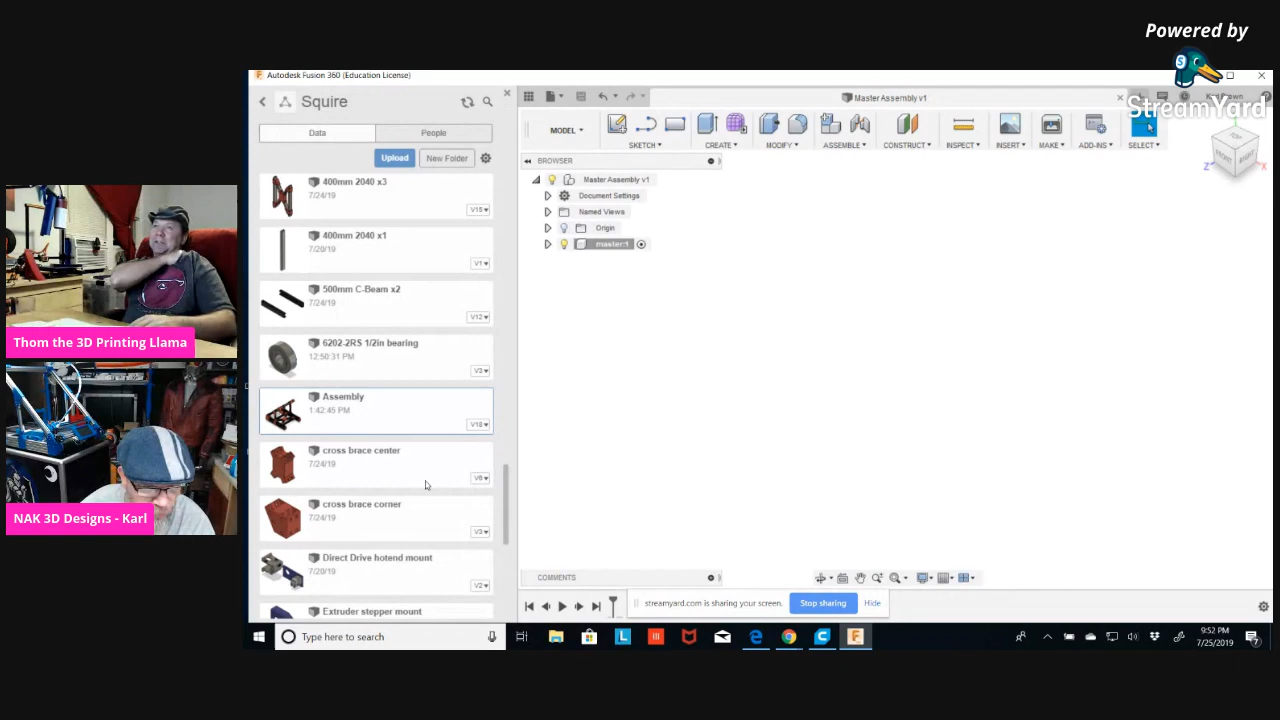 Powered by
StreamYard
Autodesk Fusion 360 (Education License)
Squire
Data
People
Upload
New Folder
400mm 2040 x3
7/24/19
V15
400mm 2040 x1
7/20/19
V1
500mm C-Beam x2
7/24/19
V12
6202-2RS 1/2in bearing
12:50:31 PM
V3
Assembly
1:42:45 PM
V18
cross brace center
7/24/19
V6
cross brace corner
7/24/19
V3
Direct Drive hotend mount
7/20/19
V2
Extruder stepper mount
Master Assembly v1
MODEL
SKETCH
CREATE
MODIFY
ASSEMBLE
CONSTRUCT
INSPECT
INSERT
MAKE
ADD-INS
SELECT
TOP
FRONT
RIGHT
Z
BROWSER
Master Assembly v1
Document Settings
Named Views
Origin
master:1
COMMENTS
streamyard.com is sharing your screen.
Stop sharing
Hide
Type here to search
9:52 PM
7/25/2019
Thom the 3D Printing Llama
NAK 3D Designs - Karl